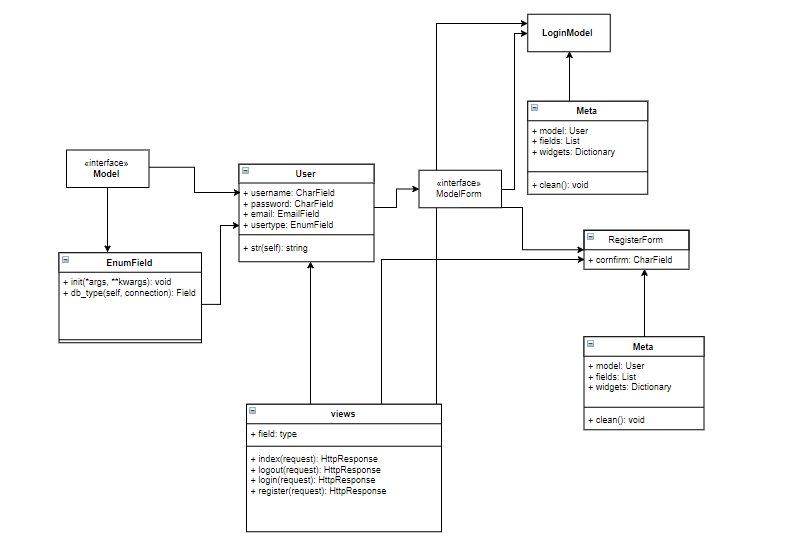 LoginModel
Meta
+ model: User
+ fields: List
+ widgets: Dictionary
+ clean(): void
«interface»
Model
User
+ username: CharField
+ password: CharField
+ email: EmailField
+ usertype: EnumField
+ str(self): string
«interface»
ModelForm
RegisterForm
+ cornfirm: CharField
EnumField
+ init(*args, **kwargs): void
+ db_type(self, connection): Field
Meta
+ model: User
+ fields: List
+ widgets: Dictionary
+ clean(): void
views
+ field: type
+ index(request): HttpResponse
+ logout(request): HttpResponse
+ login(request): HttpResponse
+ register(request): HttpResponse